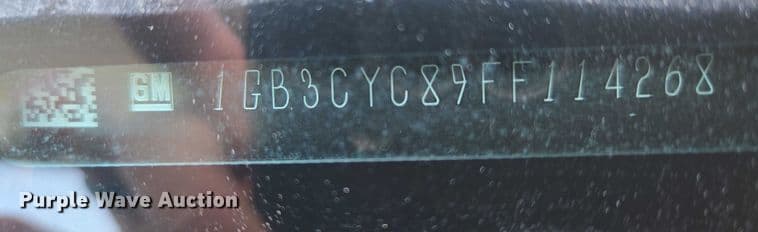 GM 1GB3CYC89FF114268
Purple Wave Auction